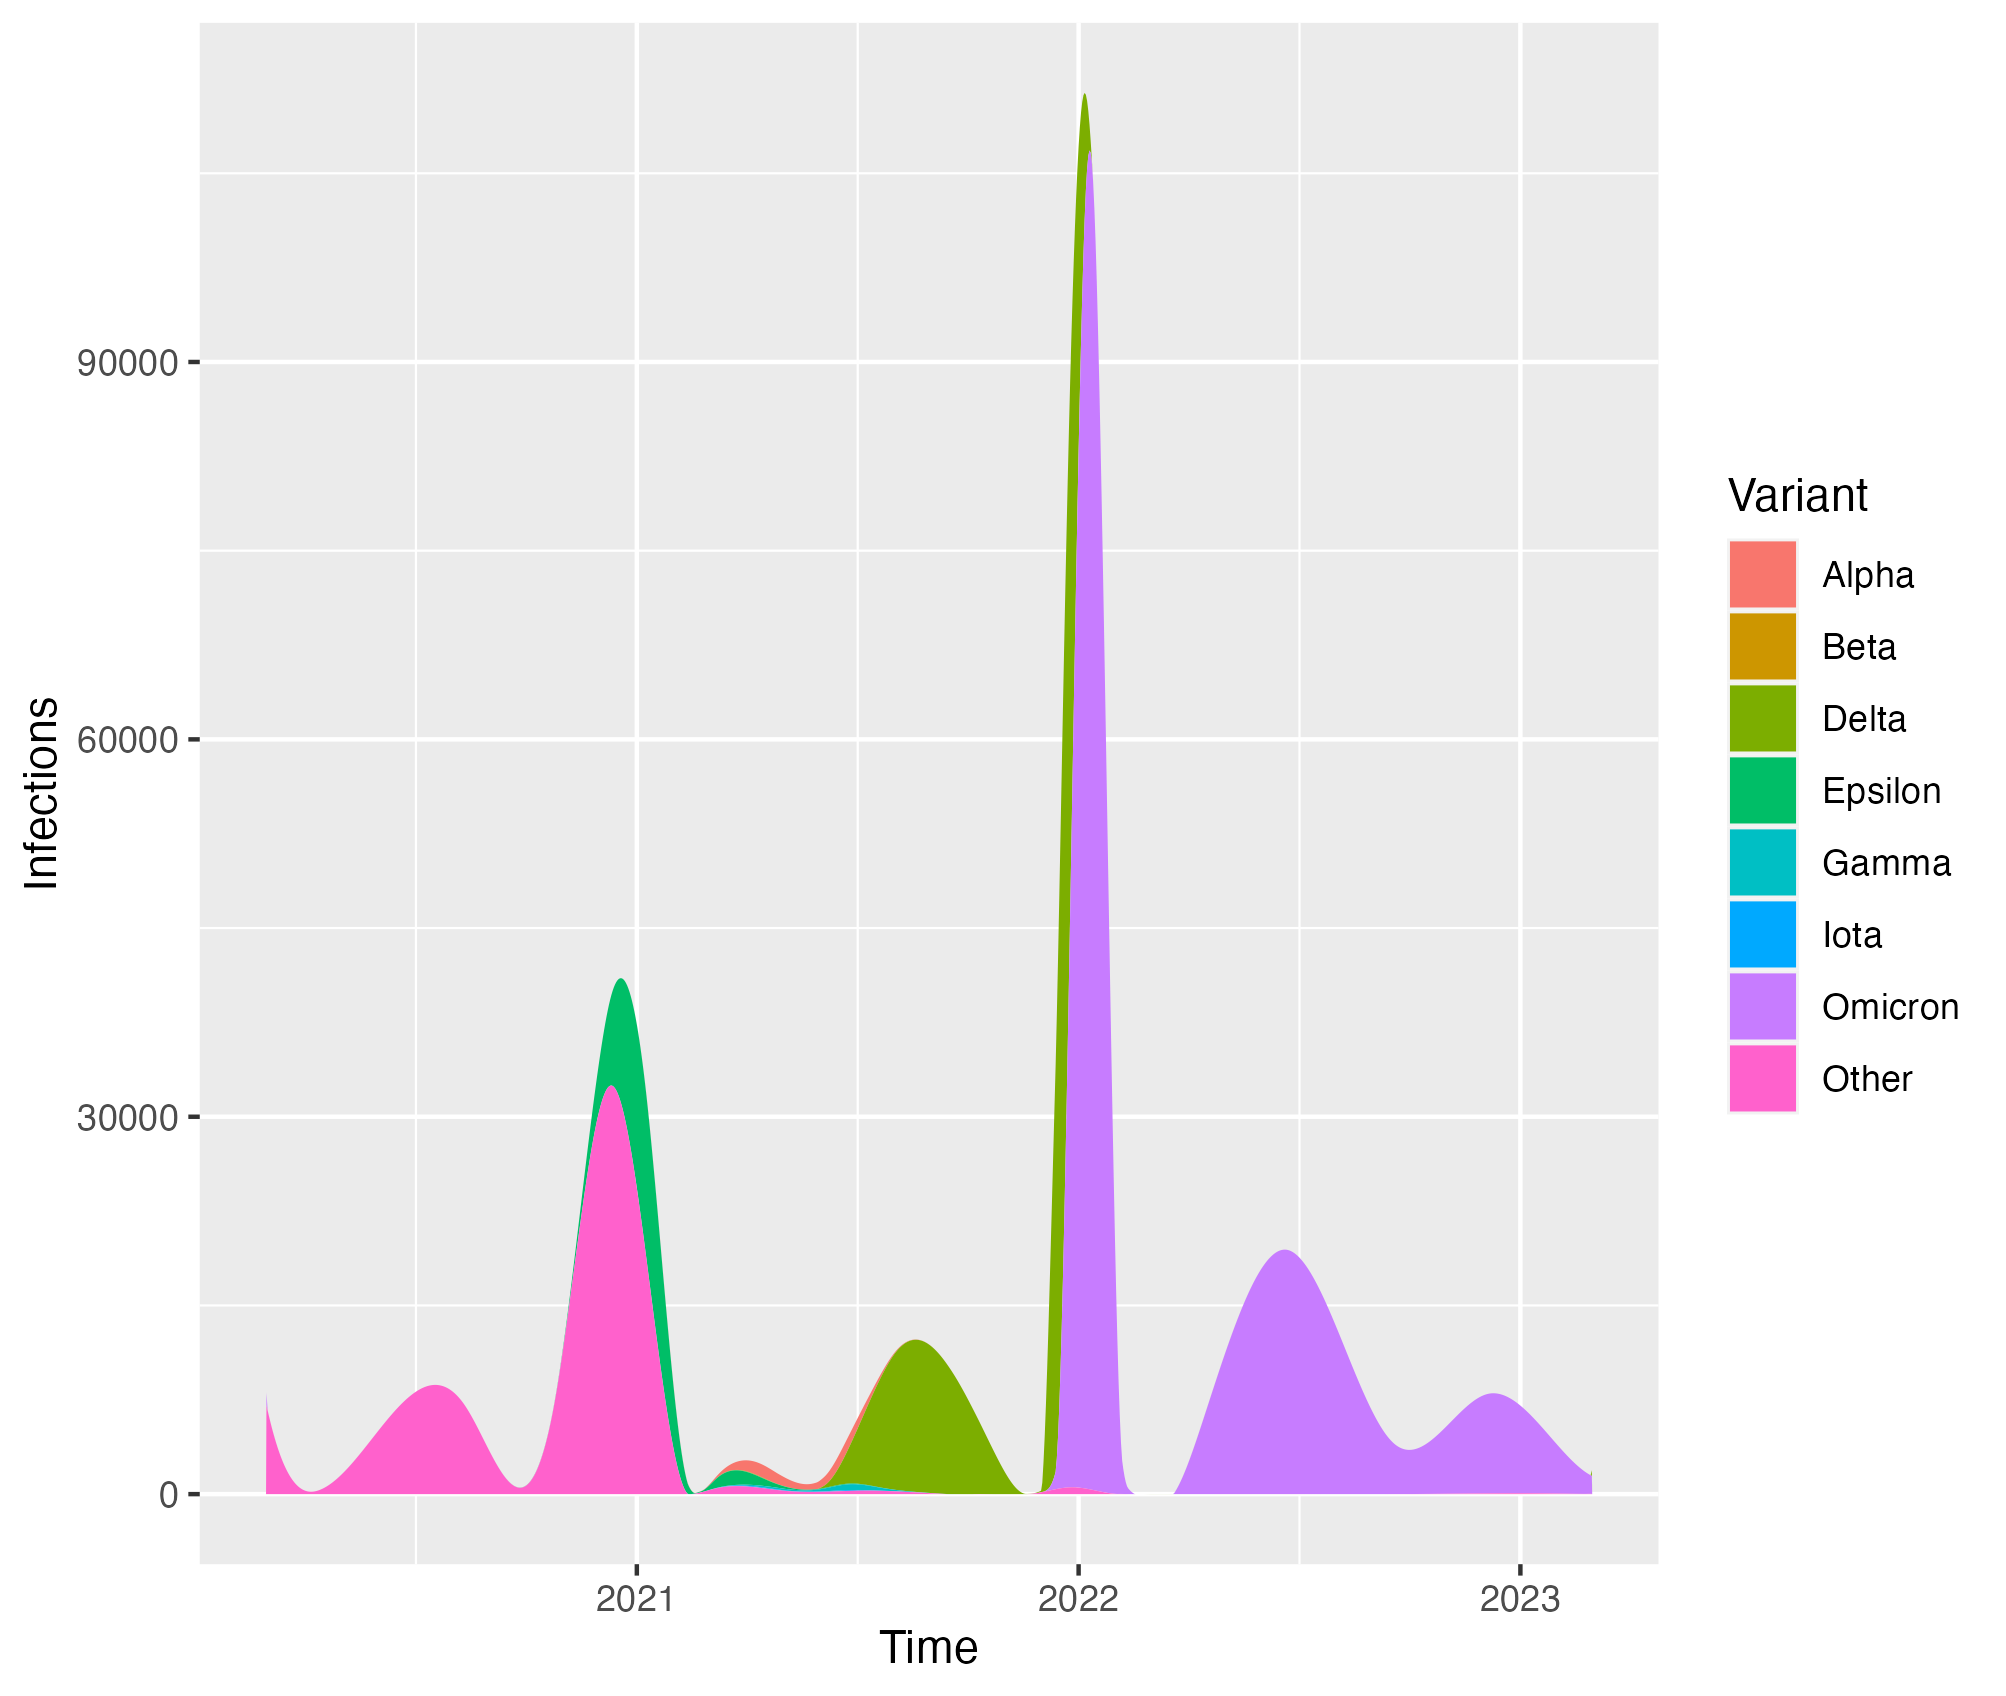 Infections
90000
60000
30000
0
2021
2022
2023
Time
Variant
Alpha
Beta
Delta
Epsilon
Gamma
Iota
Omicron
Other